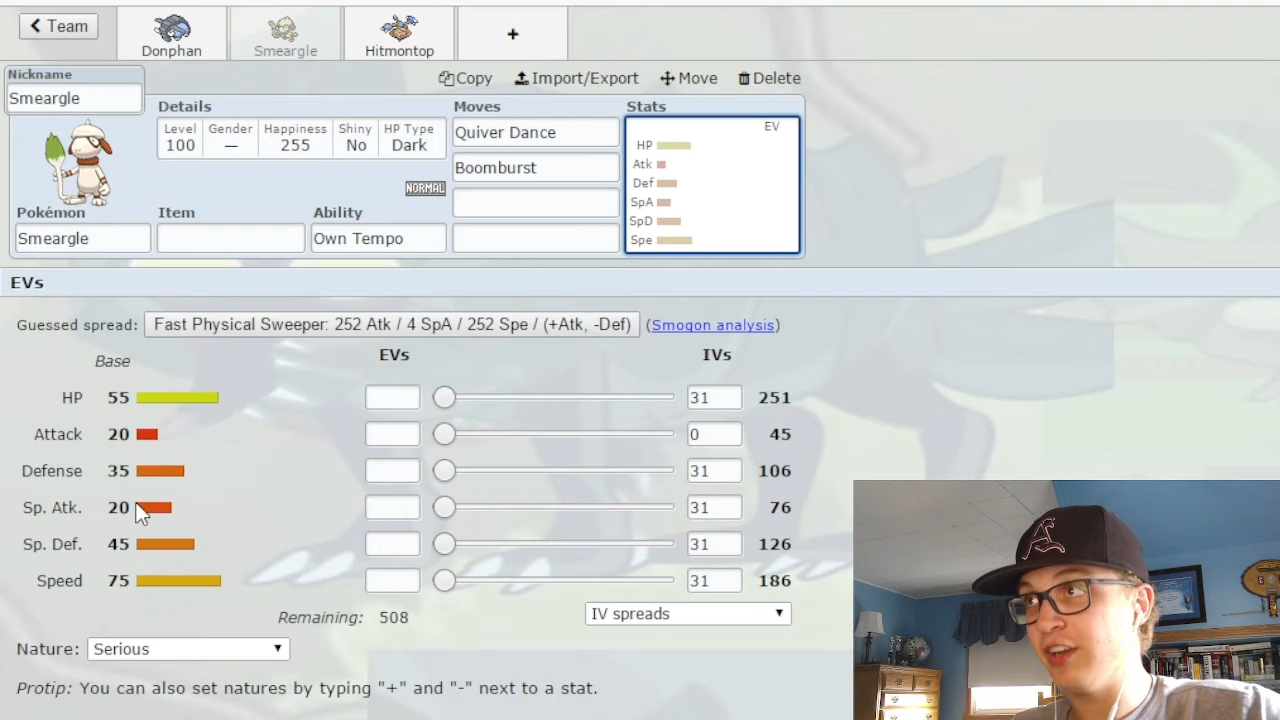 Team
Donphan
Smeargle
Hitmontop
+
Nickname
Smeargle
Copy
Import/Export
Move
Delete
Details
Moves
Stats
Level
Gender
Happiness
Shiny
HP Type
100
—
255
No
Dark
NORMAL
Quiver Dance
Boomburst
EV
HP
Atk
Def
SpA
SpD
Spe
Pokémon
Item
Ability
Smeargle
Own Tempo
EVs
Guessed spread: Fast Physical Sweeper: 252 Atk / 4 SpA / 252 Spe / (+Atk, -Def) (Smogon analysis)
Base EVs IVs
HP 55 31 251
Attack 20 0 45
Defense 35 31 106
Sp. Atk. 20 31 76
Sp. Def. 45 31 126
Speed 75 31 186
Remaining: 508
IV spreads
Nature: Serious
Protip: You can also set natures by typing "+" and "-" next to a stat.
A